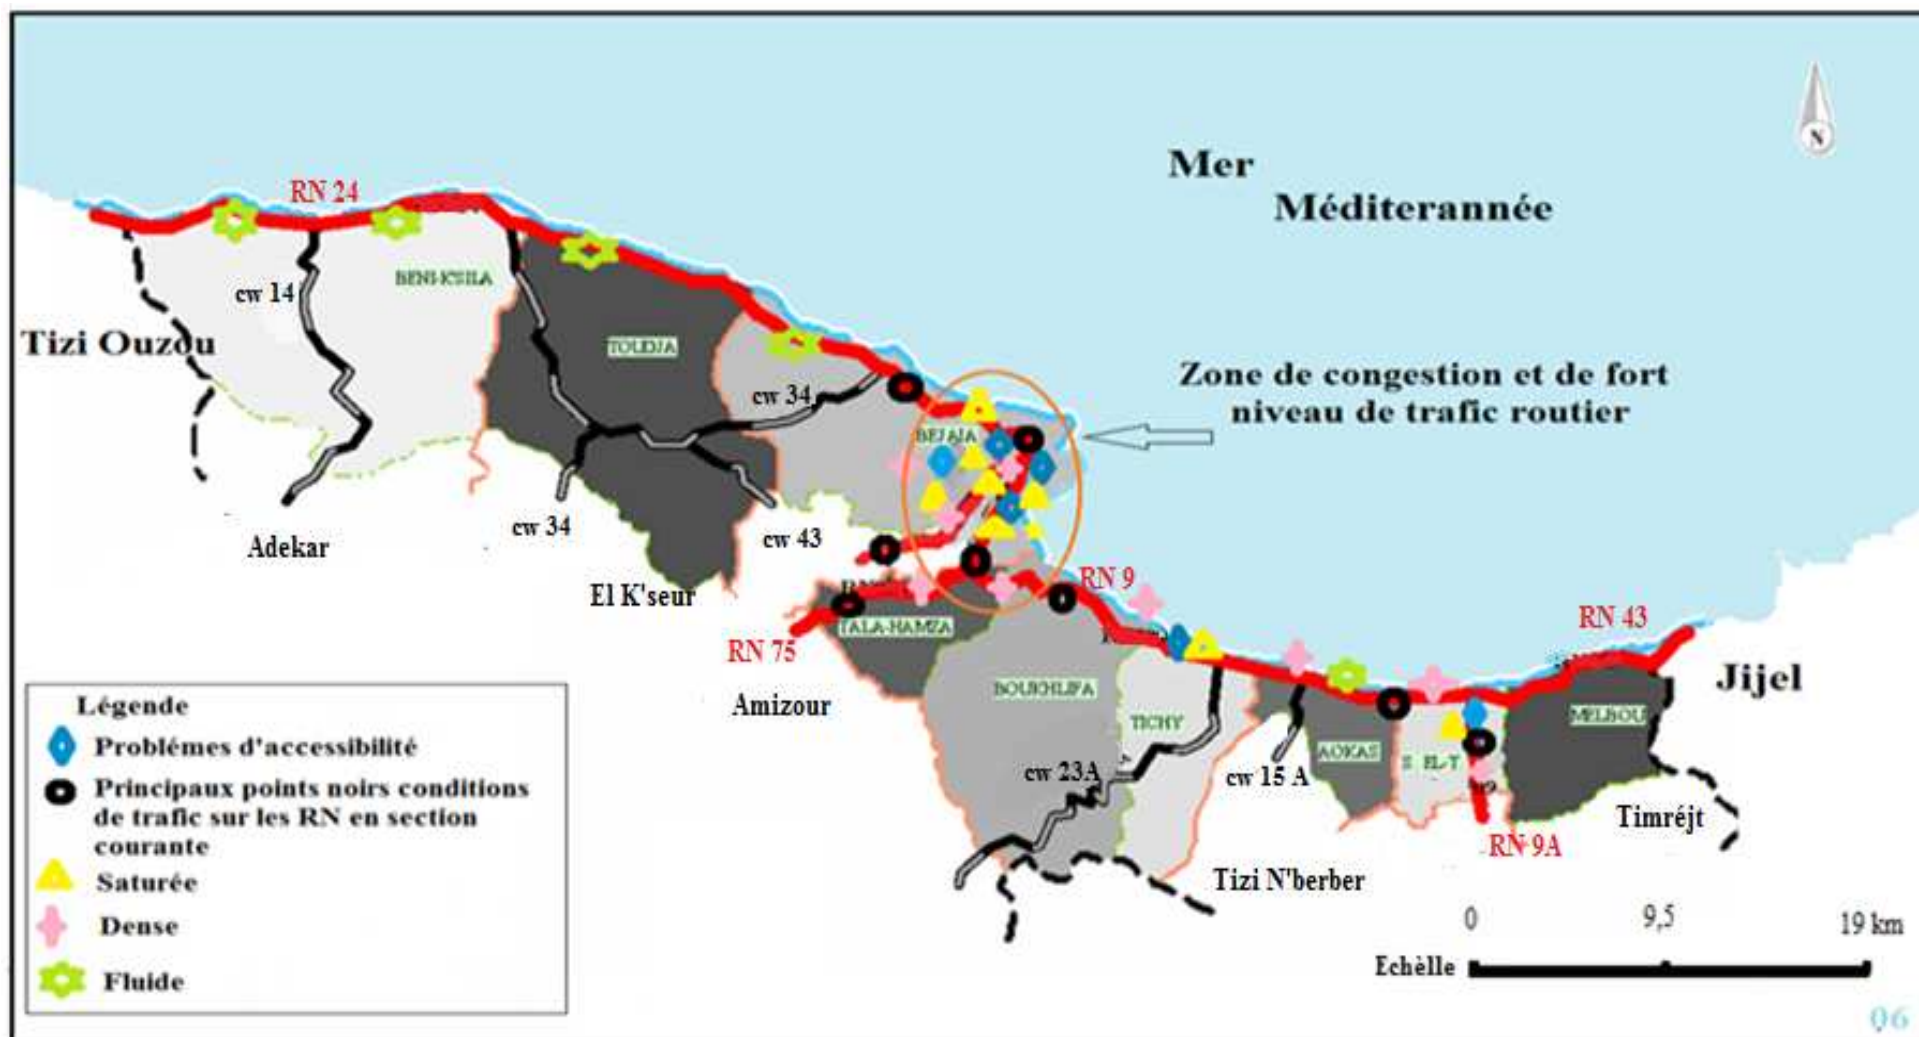 Mer
Méditerannée
RN 24
cw 14
BENI-K'SILA
Tizi Ouzou
TOUDJA
cw 34
Zone de congestion et de fort
niveau de trafic routier
BEJAIA
cw 34
cw 43
Adekar
El K'seur
RN 9
RN 43
TALA-HAMZA
RN 75
Amizour
BOUKHLIFA
TICHY
AOKAS
S EL-T
MELBOU
Jijel
cw 23A
cw 15 A
RN 9A
Timréjt
Tizi N'berber
Légende
Problémes d'accessibilité
Principaux points noirs conditions
de trafic sur les RN en section
courante
Saturée
Dense
Fluide
0 9,5 19 km
Echèlle
06
N